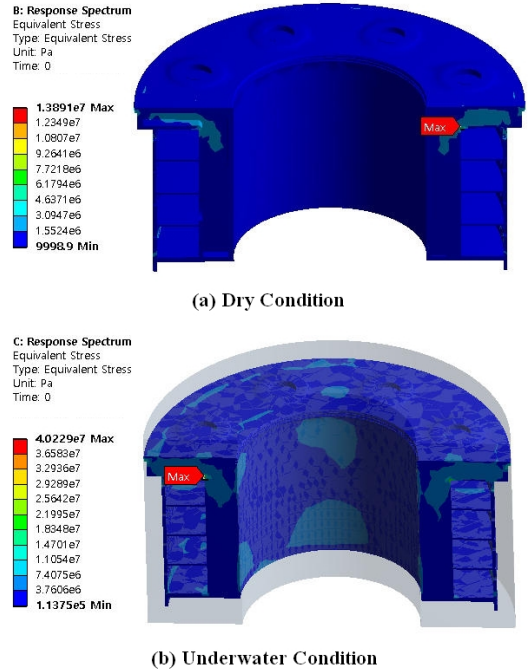 B: Response Spectrum
Equivalent Stress
Type: Equivalent Stress
Unit: Pa
Time: 0
1.3891e7 Max
1.2349e7
1.0807e7
9.2641e6
7.7218e6
6.1794e6
4.6371e6
3.0947e6
1.5524e6
9998.9 Min
Max
(a) Dry Condition
C: Response Spectrum
Equivalent Stress
Type: Equivalent Stress
Unit: Pa
Time: 0
4.0229e7 Max
3.6583e7
3.2936e7
2.9289e7
2.5642e7
2.1995e7
1.8348e7
1.4701e7
1.1054e7
7.4075e6
3.7606e6
1.1375e5 Min
Max
(b) Underwater Condition